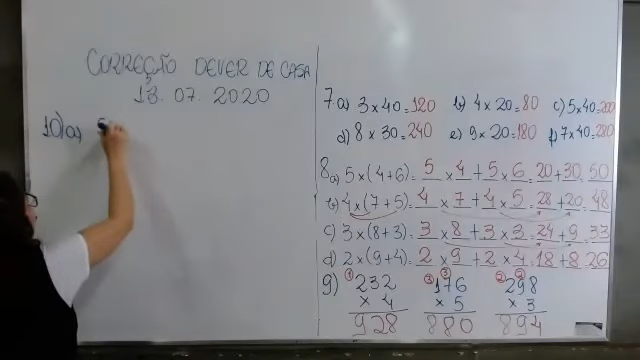 CORREÇÃO DEVER DE CASA
13.07.2020
10) a)
7 a) 3×40=120 b) 4×20=80 c) 5×40=200
d) 8×30=240 e) 9×20=180 f) 7×40=280
8 a) 5×(4+6)=5×4+5×6=20+30=50
b) 4×(7+5)=4×7+4×5=28+20=48
c) 3×(8+3)=3×8+3×3=24+9=33
d) 2×(9+4)=2×9+2×4=18+8=26
9) ① 232 ③③ 176 ②② 298
×4 ×5 ×3
928 880 894